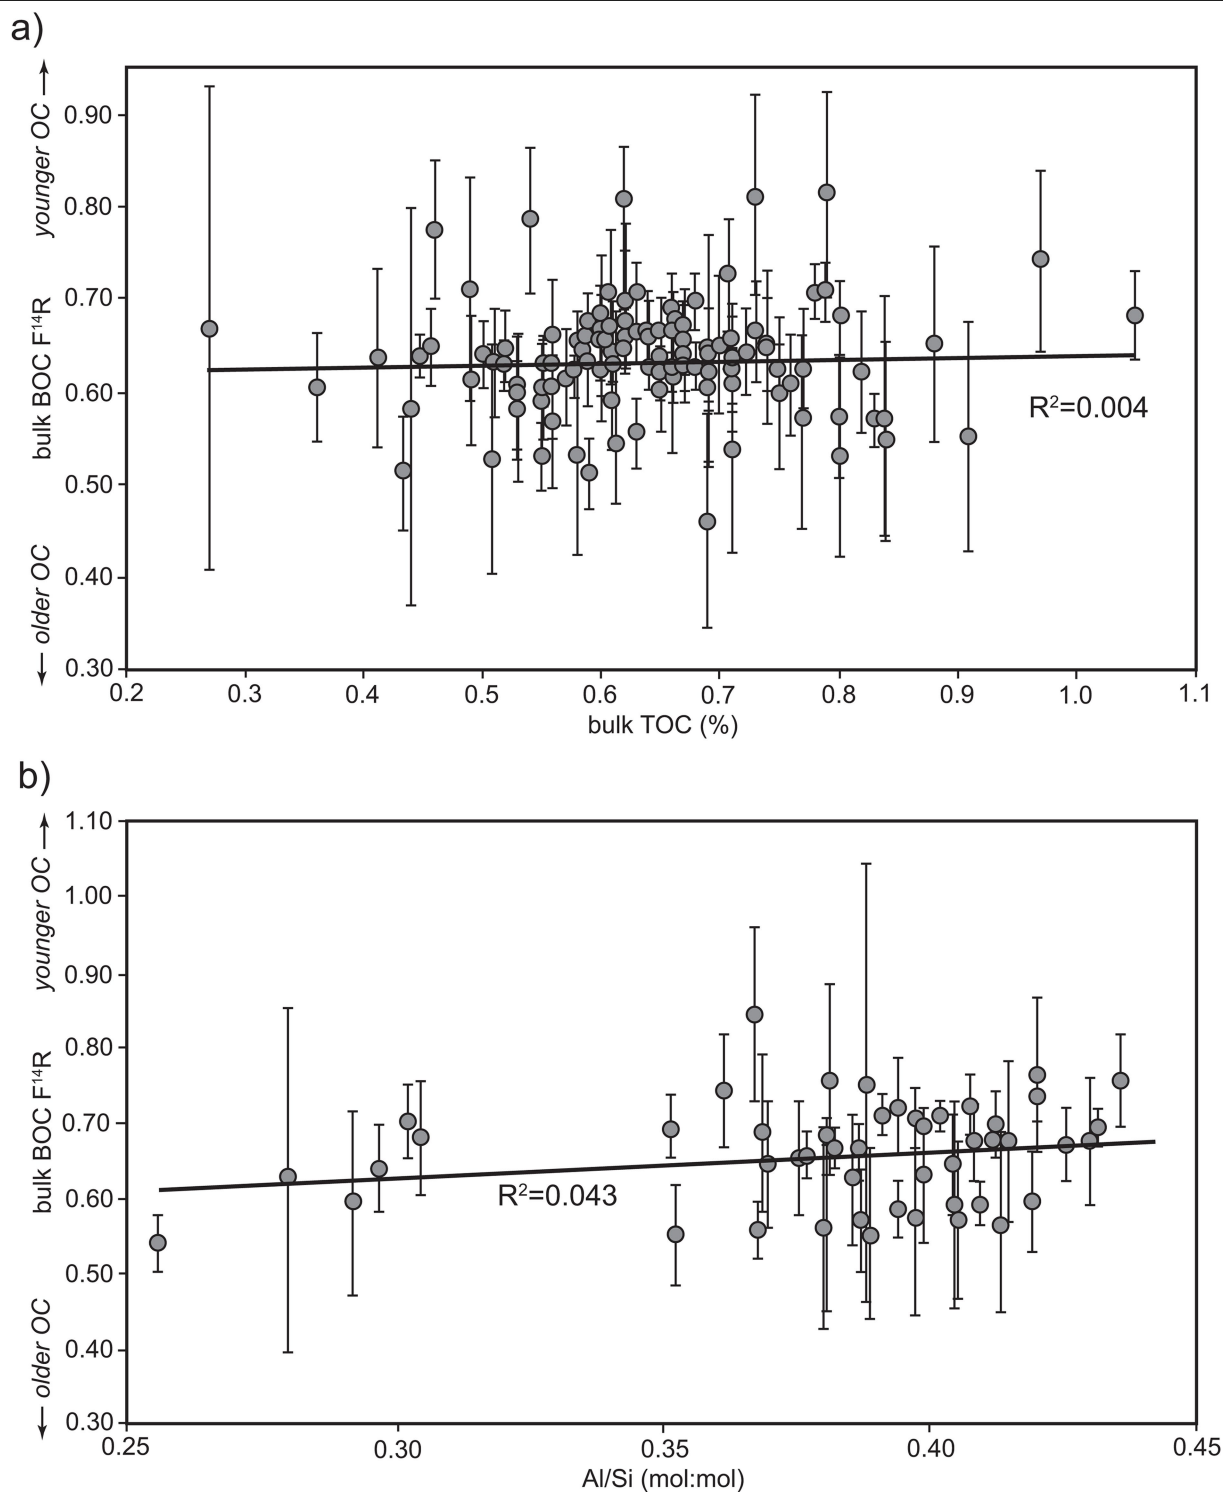 a)
younger OC →
bulk BOC F¹⁴R
← older OC
0.90
0.80
0.70
0.60
0.50
0.40
0.30
R²=0.004
0.2 0.3 0.4 0.5 0.6 0.7 0.8 0.9 1.0 1.1
bulk TOC (%)
b)
younger OC →
bulk BOC F¹⁴R
← older OC
1.10
1.00
0.90
0.80
0.70
0.60
0.50
0.40
0.30
R²=0.043
0.25 0.30 0.35 0.40 0.45
Al/Si (mol:mol)